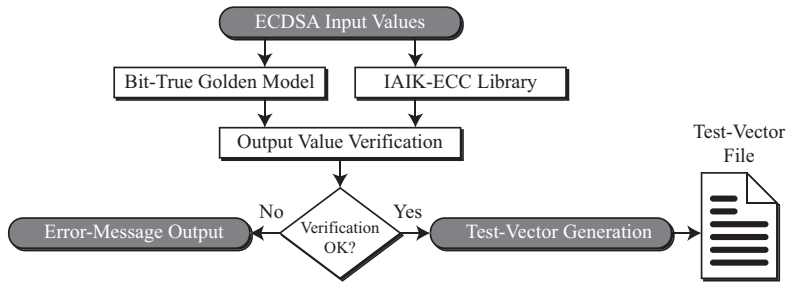 ECDSA Input Values
Bit-True Golden Model
IAIK-ECC Library
Output Value Verification
Test-Vector
File
No
Yes
Error-Message Output
Verification
OK?
Test-Vector Generation